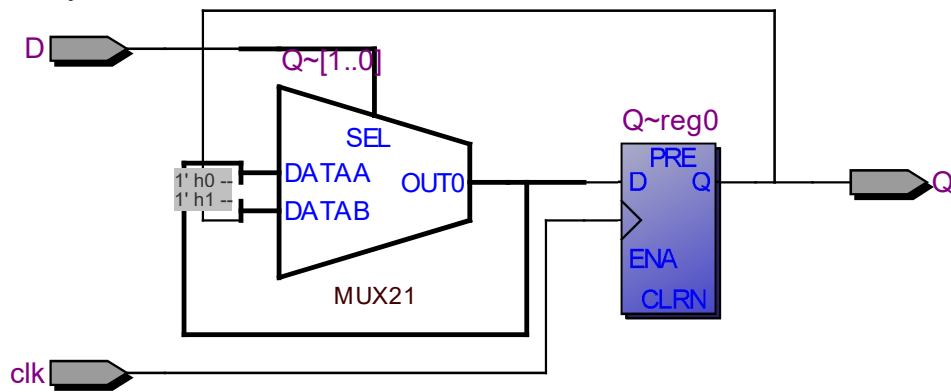 D
Q~[1..0]
SEL
DATAA
DATAB
OUT0
1' h0 --
1' h1 --
MUX21
Q~reg0
PRE
D
Q
ENA
CLRN
Q
clk